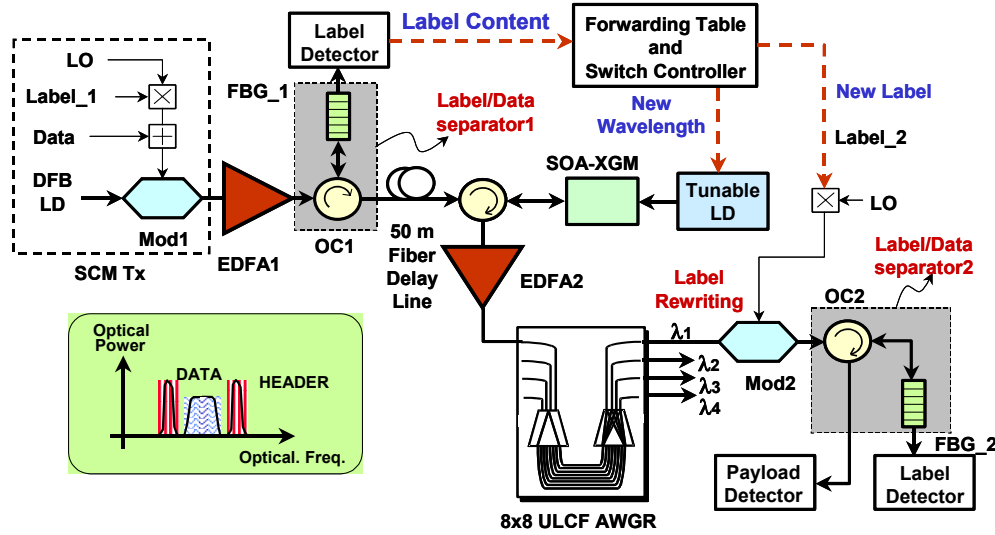 Label Content
Label
Detector
Forwarding Table
and
Switch Controller
LO
Label_1
Data
DFB
LD
Mod1
SCM Tx
EDFA1
FBG_1
Label/Data
separator1
OC1
50 m
Fiber
Delay
Line
SOA-XGM
New
Wavelength
Tunable
LD
New Label
Label_2
LO
EDFA2
Label
Rewriting
Label/Data
separator2
OC2
λ1
λ2
λ3
λ4
Mod2
FBG_2
Payload
Detector
Label
Detector
8x8 ULCF AWGR
Optical
Power
DATA
HEADER
Optical. Freq.